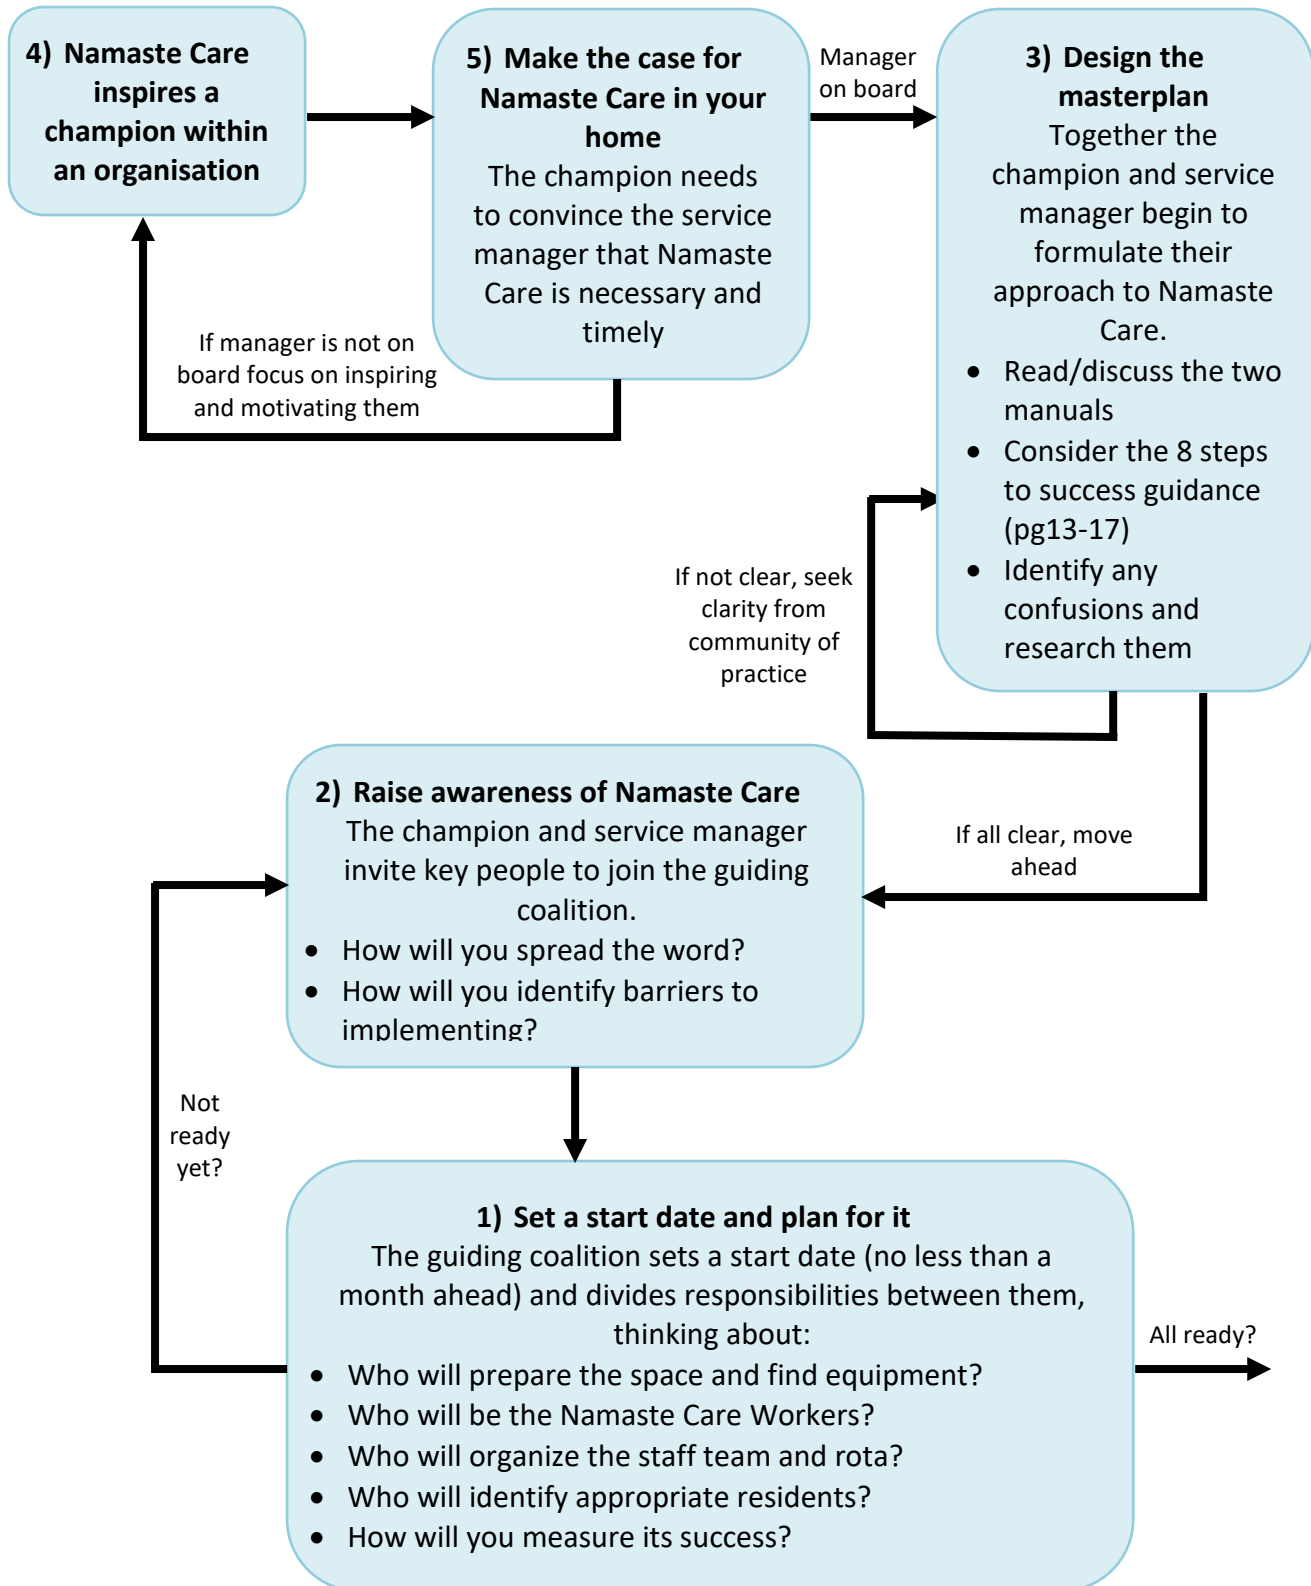 4) Namaste Care
inspires a
champion within
an organisation
5) Make the case for
Namaste Care in your
home
The champion needs
to convince the service
manager that Namaste
Care is necessary and
timely
Manager
on board
3) Design the
masterplan
Together the
champion and service
manager begin to
formulate their
approach to Namaste
Care.
• Read/discuss the two
manuals
• Consider the 8 steps
to success guidance
(pg13-17)
• Identify any
confusions and
research them
If manager is not on
board focus on inspiring
and motivating them
If not clear, seek
clarity from
community of
practice
2) Raise awareness of Namaste Care
The champion and service manager
invite key people to join the guiding
coalition.
• How will you spread the word?
• How will you identify barriers to
implementing?
If all clear, move
ahead
Not
ready
yet?
1) Set a start date and plan for it
The guiding coalition sets a start date (no less than a
month ahead) and divides responsibilities between them,
thinking about:
• Who will prepare the space and find equipment?
• Who will be the Namaste Care Workers?
• Who will organize the staff team and rota?
• Who will identify appropriate residents?
• How will you measure its success?
All ready?